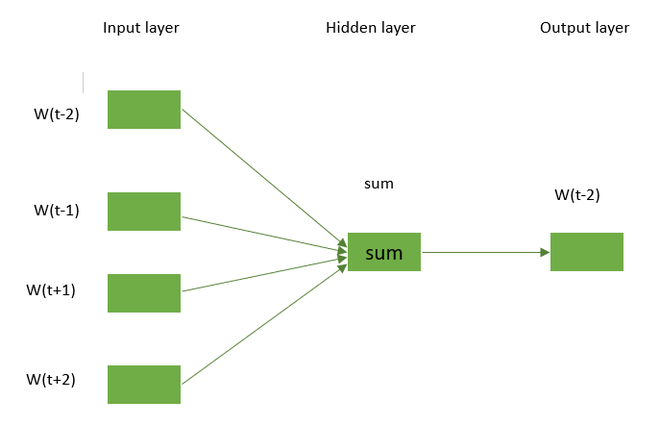 Input layer
Hidden layer
Output layer
W(t-2)
W(t-1)
W(t+1)
W(t+2)
sum
sum
W(t-2)